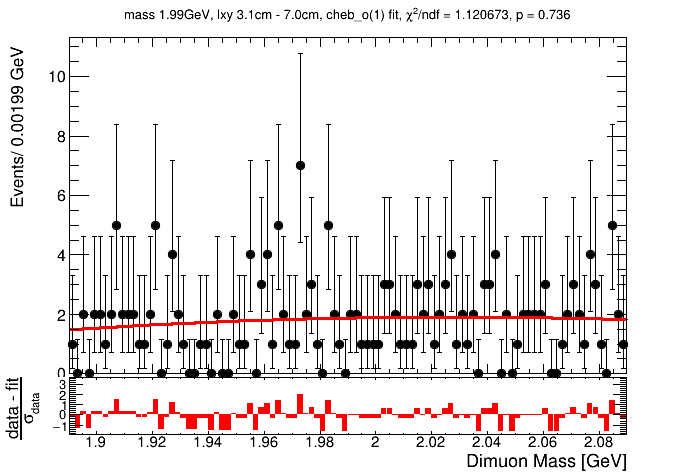 mass 1.99GeV, lxy 3.1cm - 7.0cm, cheb_o(1) fit, χ²/ndf = 1.120673, p = 0.736
Events/ 0.00199 GeV
10
8
6
4
2
0
data - fit
σdata
3
2
1
0
−1
1.9 1.92 1.94 1.96 1.98 2 2.02 2.04 2.06 2.08
Dimuon Mass [GeV]